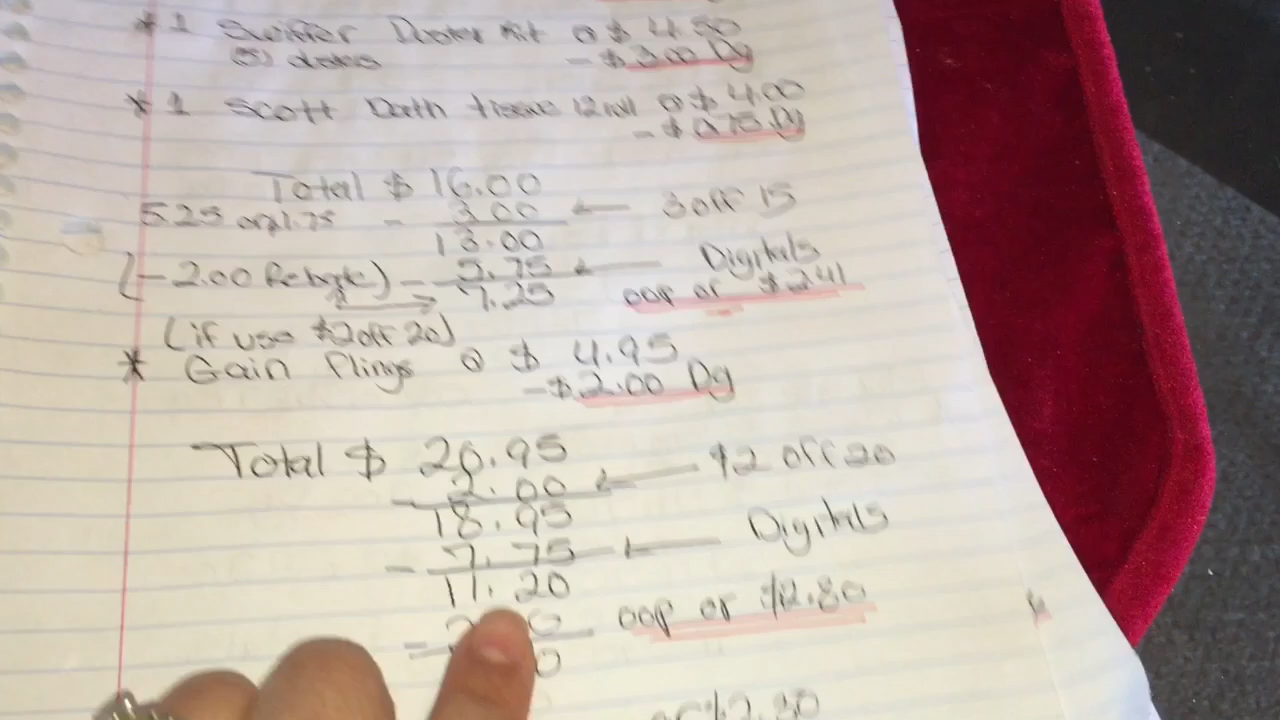 *1 Swiffer Duster Kit @ $ 4.50
(5) dusters - $3.00 Dg
*1 Scott Bath tissue 12 roll @ $ 4.00
- $ 0.75 Dg
Total $ 16.00
5.25 or 1.75 - 3.00 ← 3 off 15
13.00
(-2.00 Rebate) - 5.75 ← Digitals
7.25 oop or $2.41
(if use $2 off 20)
* Gain Flings @ $ 4.95
-$2.00 Dg
Total $ 20.95
- 2.00 ← $2 off 20
18.95
- 7.75 ← Digitals
11.20
- oop or $2.80
or $2.30